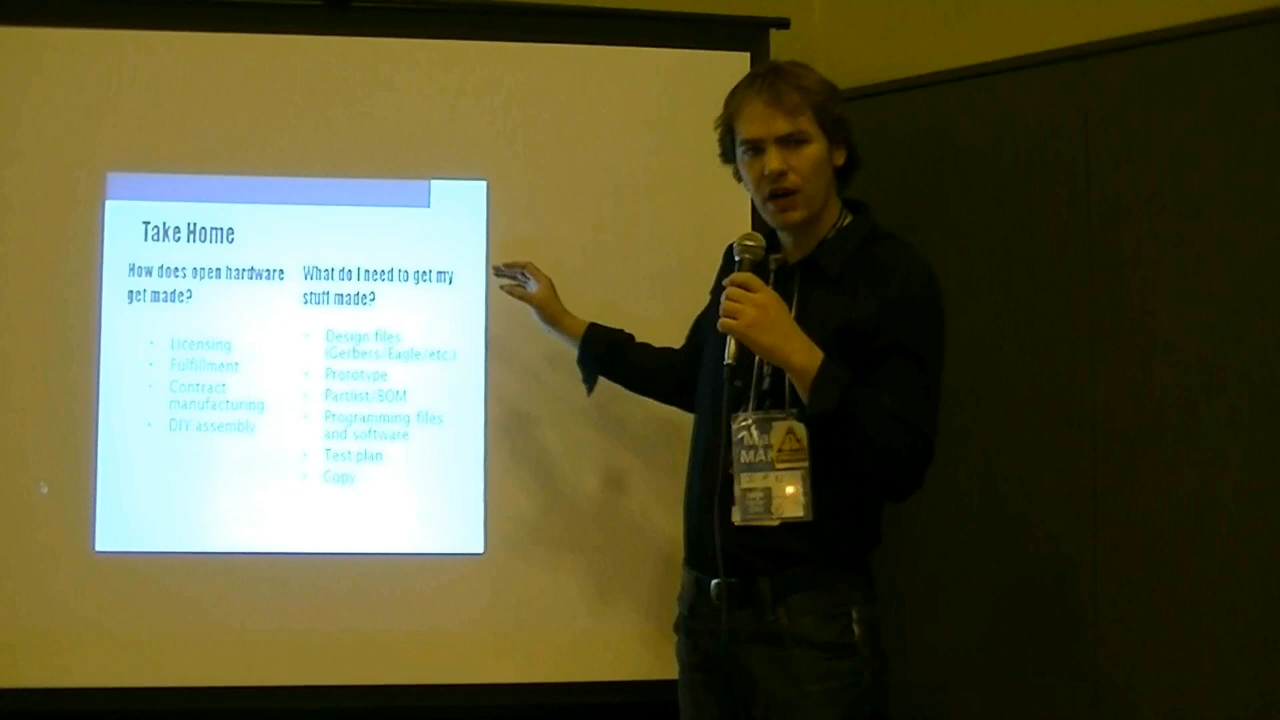 Take Home
How does open hardware
get made?
Licensing
Fulfillment
Contract
manufacturing
DIY assembly
What do I need to get my
stuff made?
Design files
(Gerbers/Eagle/etc.)
Prototype
Partlist/BOM
Programming files
and software
Test plan
Copy